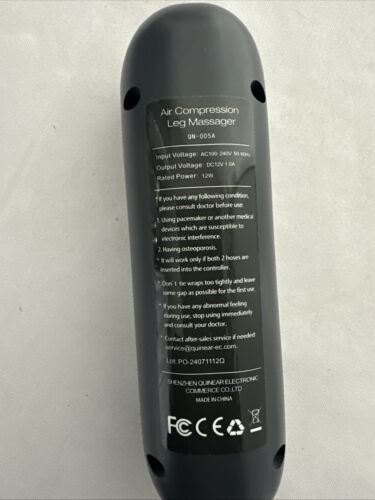 Air Compression
Leg Massager
QN-005A
Input Voltage: AC100-240V 50 60Hz
Output Voltage: DC12V 1.0A
Rated Power: 12W
* If you have any following condition,
please consult doctor before use.
1. Using pacemaker or another medical
devices which are susceptible to
electronic interference.
2. Having osteoporosis.
* It will work only if both 2 hoses are
inserted into the controller.
* Don't tie wraps too tightly and leave
some gap as possible for the first use.
* If you have any abnormal feeling
during use, stop using immediately
and consult your doctor.
* Contact after-sales service if needed:
service@quinear-ec.com
Lot: PO-24071112Q
SHENZHEN QUINEAR ELECTRONIC
COMMERCE CO.,LTD
MADE IN CHINA
FC CE